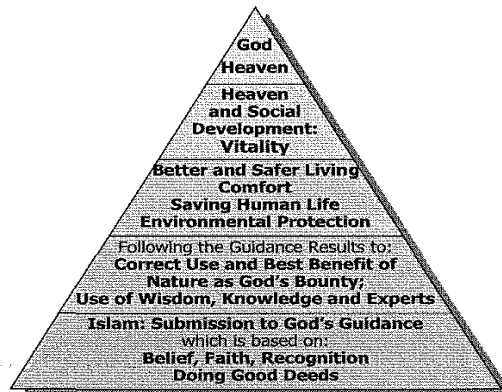 God
Heaven
Heaven
and Social
Development:
Vitality
Better and Safer Living
Comfort
Saving Human Life
Environmental Protection
Following the Guidance Results to:
Correct Use and Best Benefit of
Nature as God's Bounty;
Use of Wisdom, Knowledge and Experts
Islam: Submission to God's Guidance
which is based on:
Belief, Faith, Recognition
Doing Good Deeds